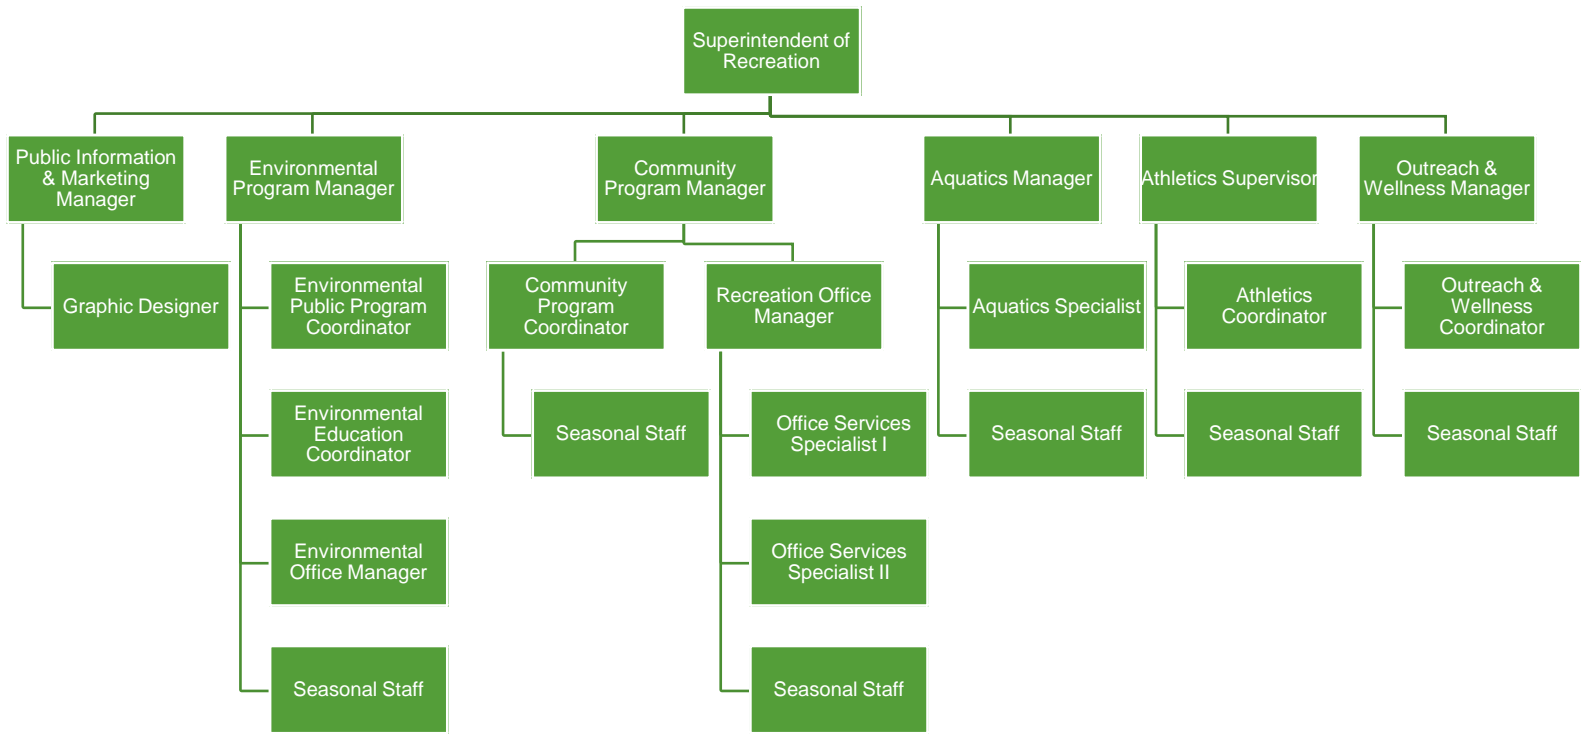 Superintendent of
Recreation
Public Information
& Marketing
Manager
Environmental
Program Manager
Community
Program Manager
Aquatics Manager
Athletics Supervisor
Outreach &
Wellness Manager
Graphic Designer
Environmental
Public Program
Coordinator
Community
Program
Coordinator
Recreation Office
Manager
Aquatics Specialist
Athletics
Coordinator
Outreach &
Wellness
Coordinator
Environmental
Education
Coordinator
Seasonal Staff
Office Services
Specialist I
Seasonal Staff
Seasonal Staff
Seasonal Staff
Environmental
Office Manager
Office Services
Specialist II
Seasonal Staff
Seasonal Staff